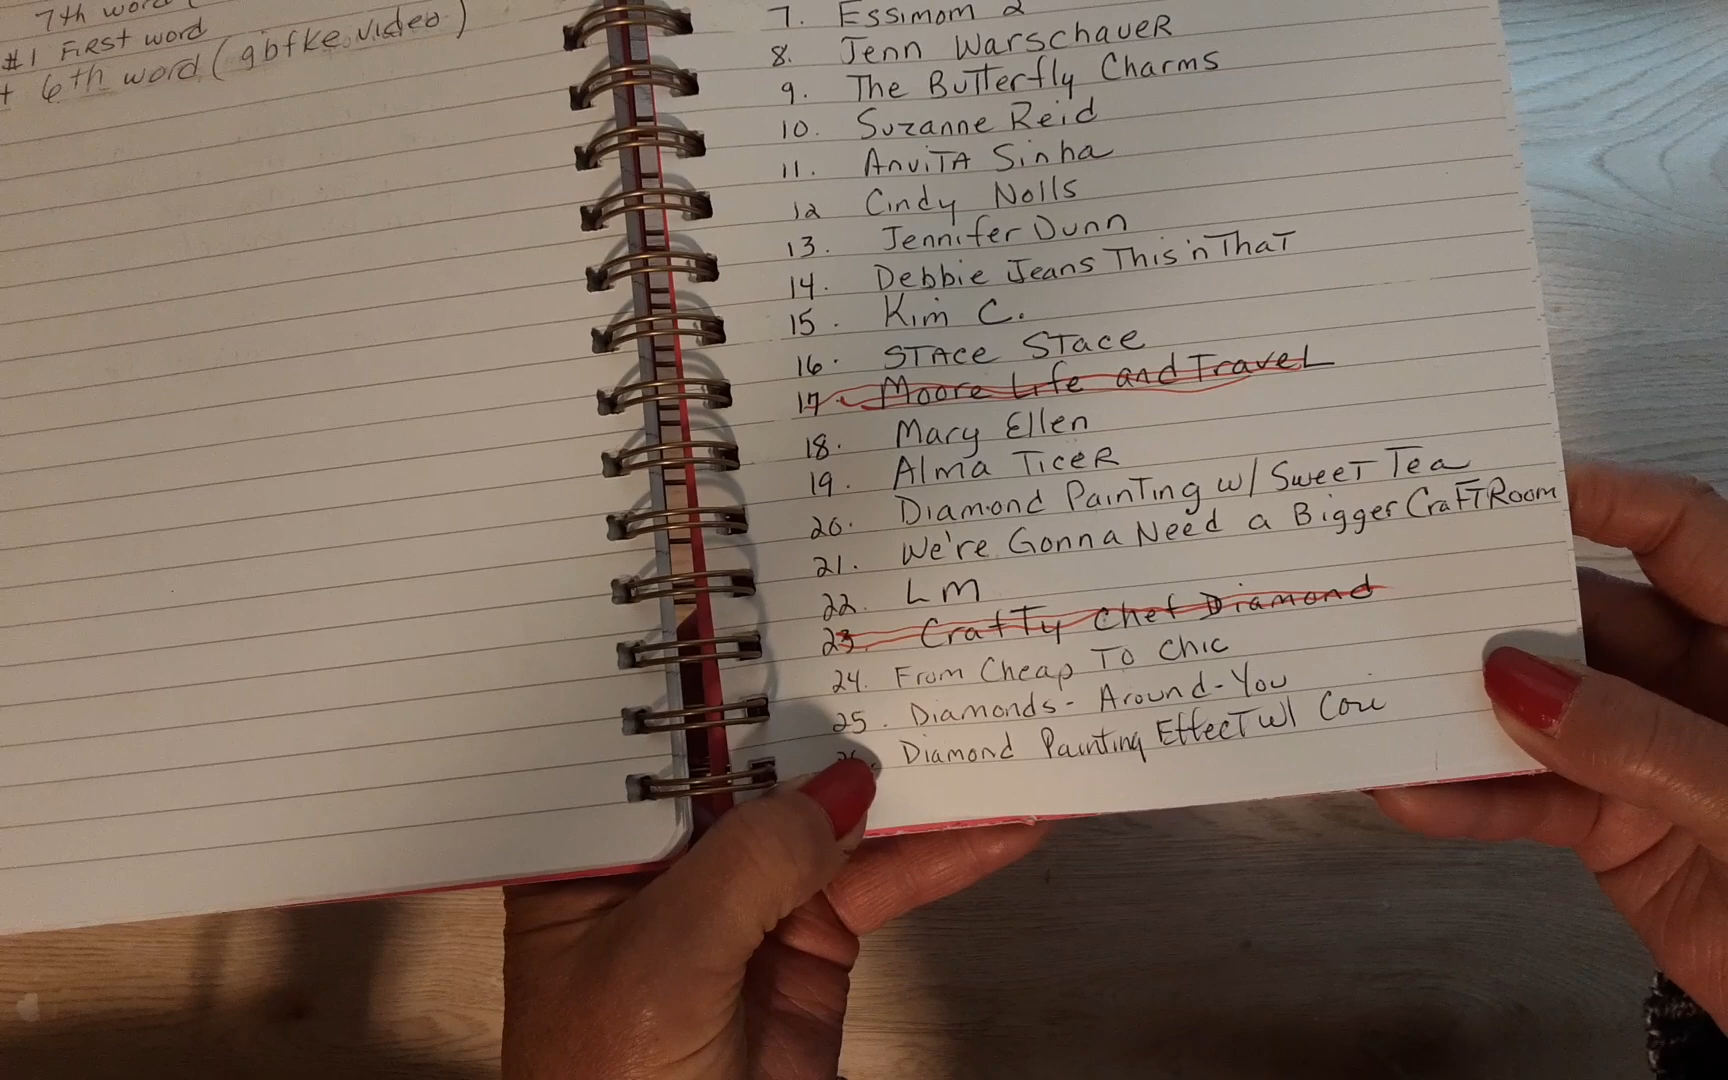 7th word (
#1 First word
+ 6th word (gbfke video)
7. Essimom 2
8. Jenn Warschauer
9. The Butterfly Charms
10. Suzanne Reid
11. Anvita Sinha
12 Cindy Nolls
13. Jennifer Dunn
14. Debbie Jeans This 'n That
15. Kim C.
16. Stace Stace
17. Moore Life and Travel
18. Mary Ellen
19. Alma Ticer
20. Diamond Painting w/ Sweet Tea
21. We're Gonna Need a Bigger Craft Room
22. LM
23. Crafty Chef Diamond
24. From Cheap To Chic
25. Diamonds-Around-You
26. Diamond Painting Effect w/ Cori